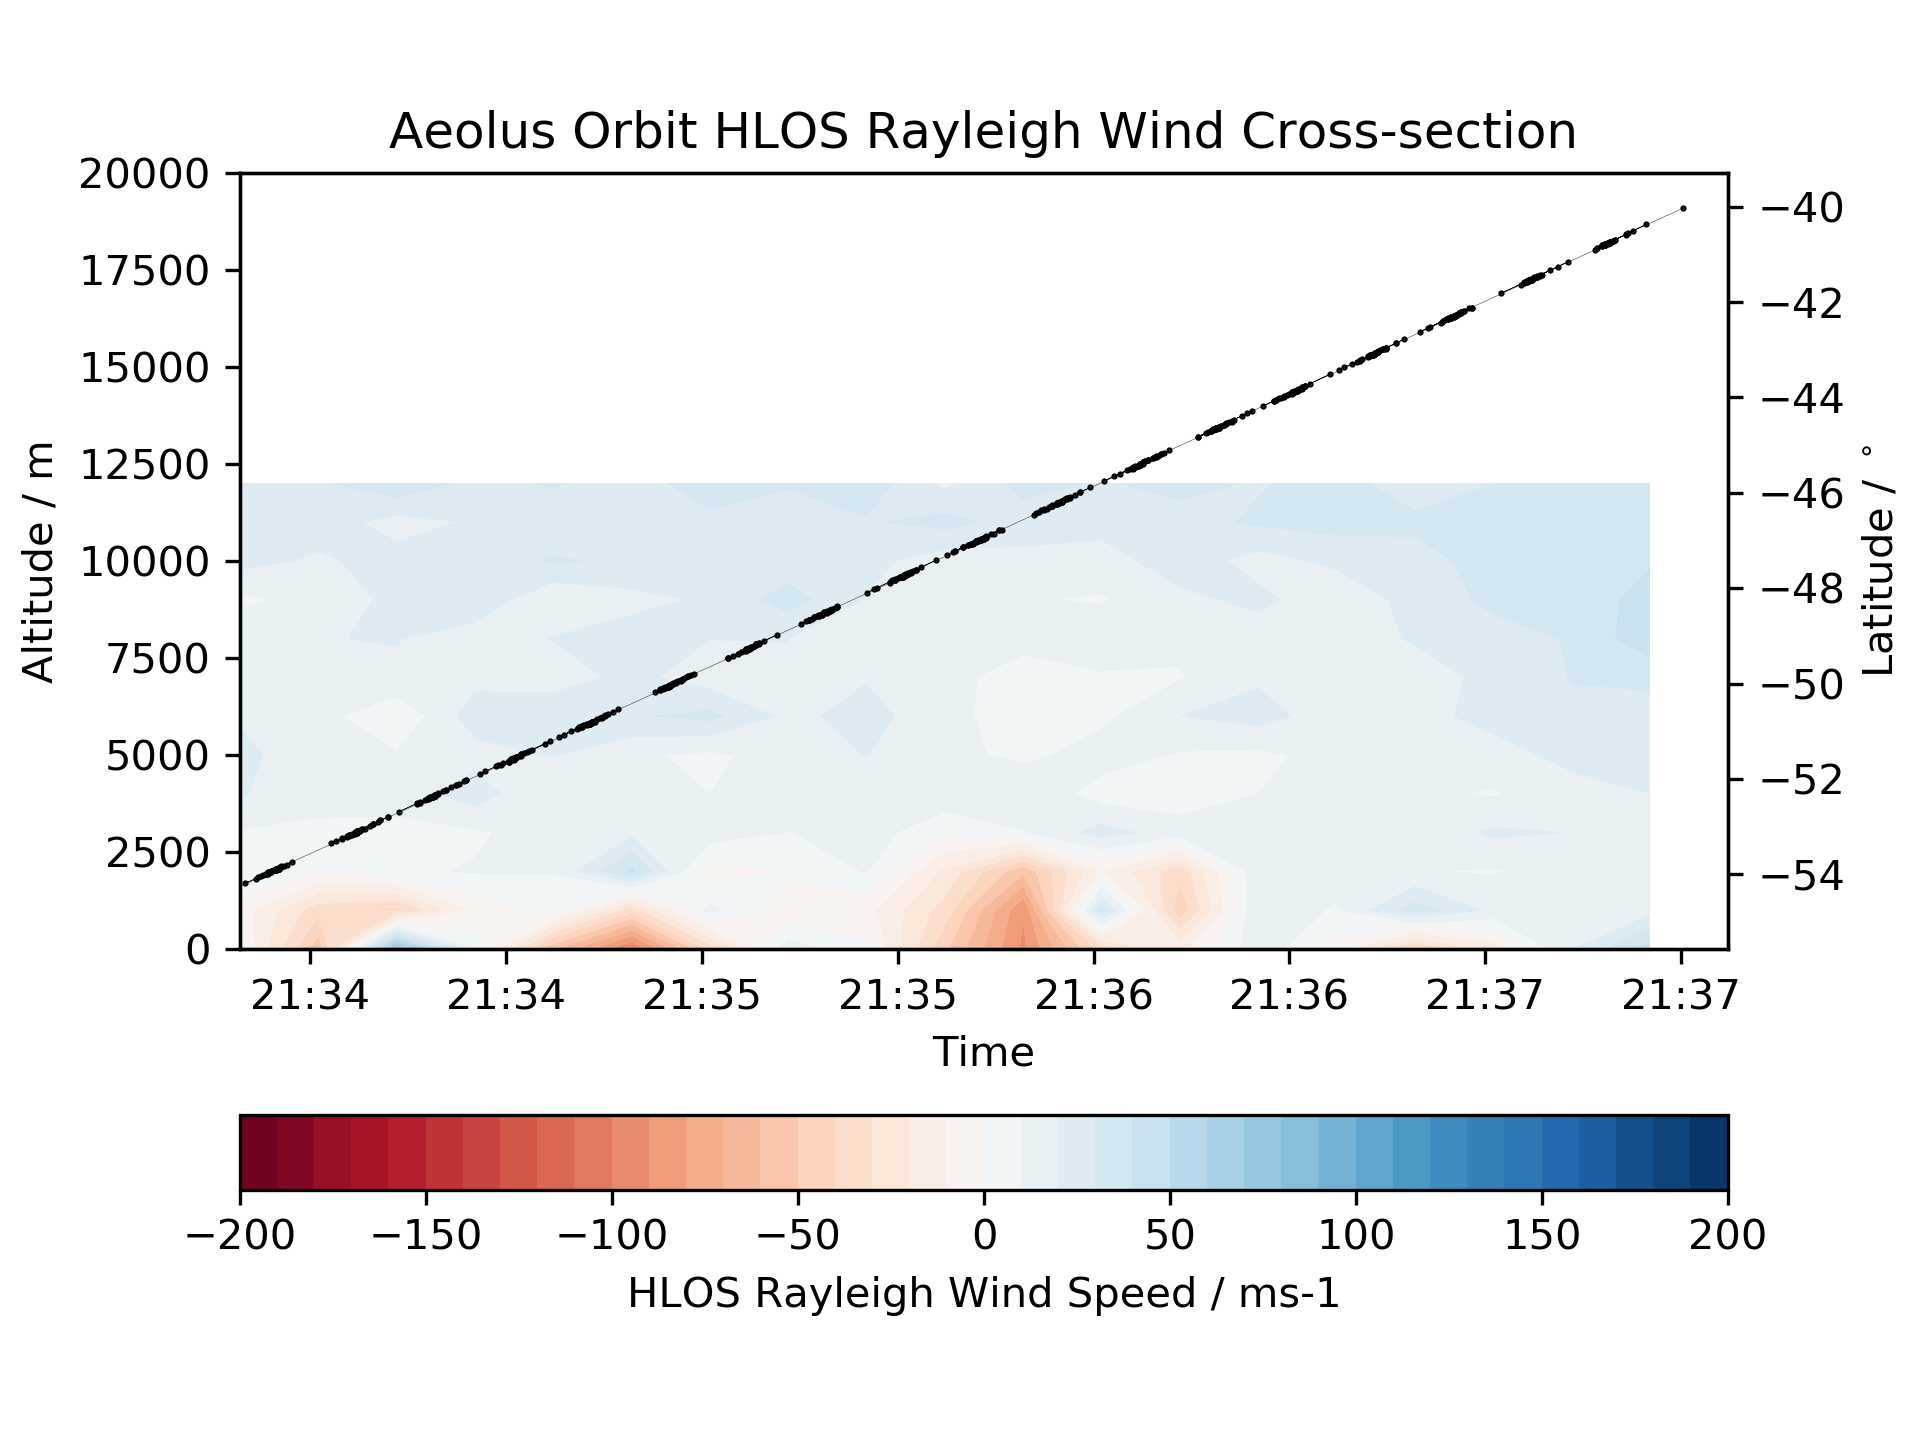 Aeolus Orbit HLOS Rayleigh Wind Cross-section
20000
17500
15000
12500
10000
7500
5000
2500
0
Altitude / m
−40
−42
−44
−46
−48
−50
−52
−54
Latitude / °
21:34 21:34 21:35 21:35 21:36 21:36 21:37 21:37
Time
−200 −150 −100 −50 0 50 100 150 200
HLOS Rayleigh Wind Speed / ms-1